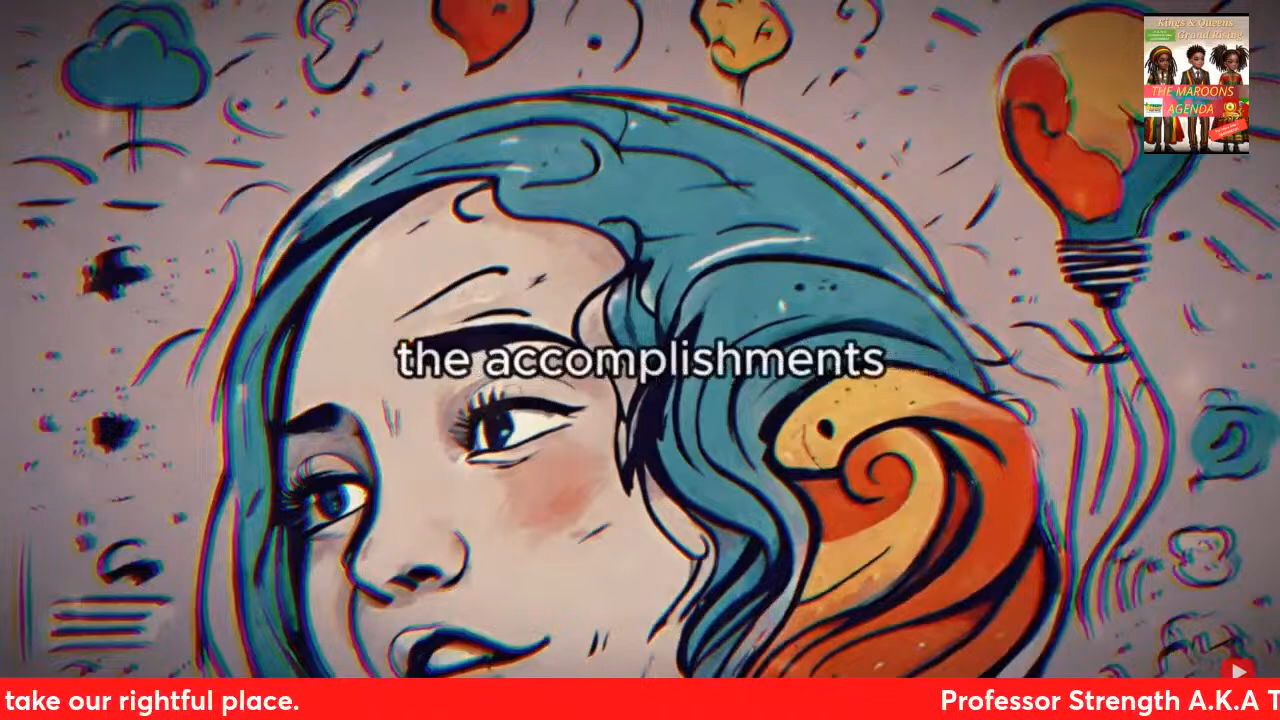 Kings & Queens
Grand Rising
THE MAROONS
AGENDA
the accomplishments
take our rightful place.
Professor Strength A.K.A T